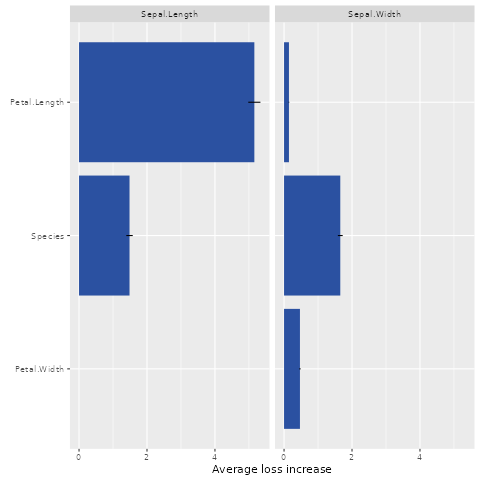 Sepal.Length Sepal.Width
Petal.Length
Species
Petal.Width
0 2 4 0 2 4
Average loss increase